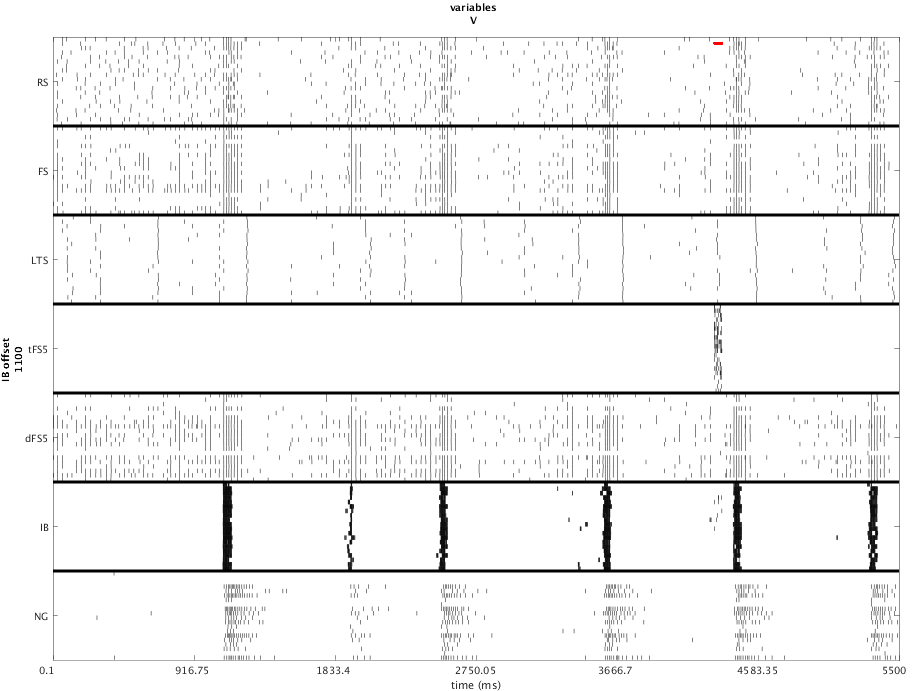 variables
V
RS
FS
LTS
tFS5
dFS5
IB
NG
IB offset
1100
0.1
916.75
1833.4
2750.05
3666.7
4583.35
5500
time (ms)